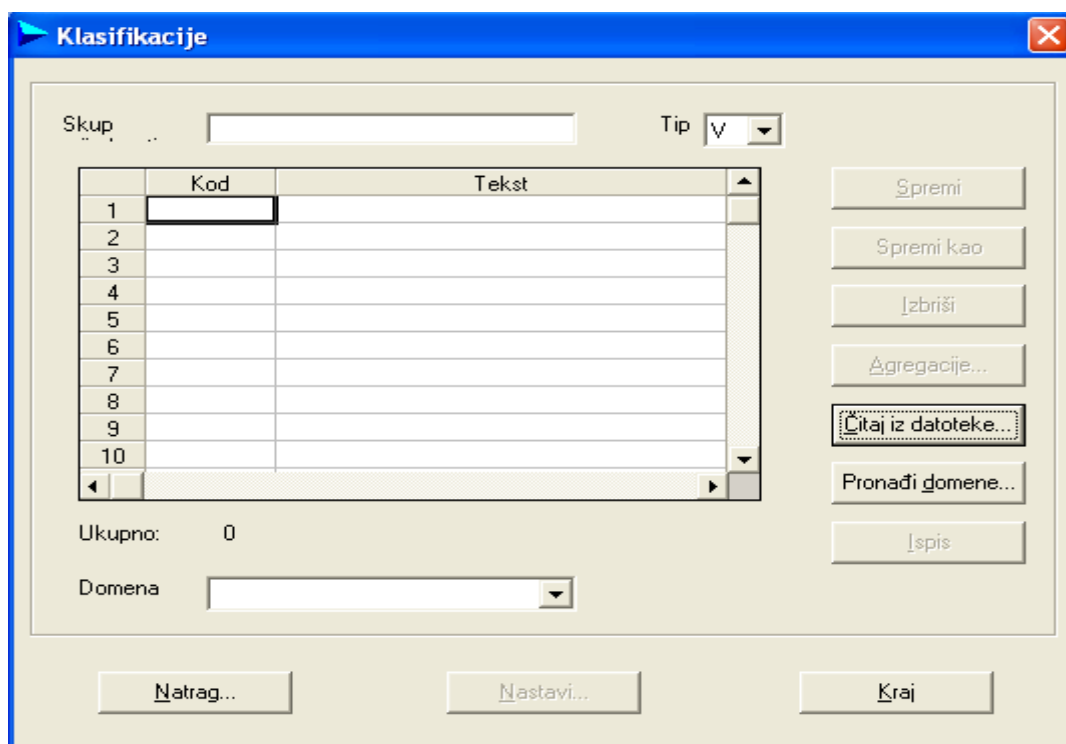 Klasifikacije
Skup
Tip V
Kod Tekst
Spremi
1
2
Spremi kao
3
4
Izbriši
5
6
Agregacije...
7
8
Čitaj iz datoteke...
9
10
Pronađi domene...
Ukupno: 0
Ispis
Domena
Natrag... Nastavi... Kraj